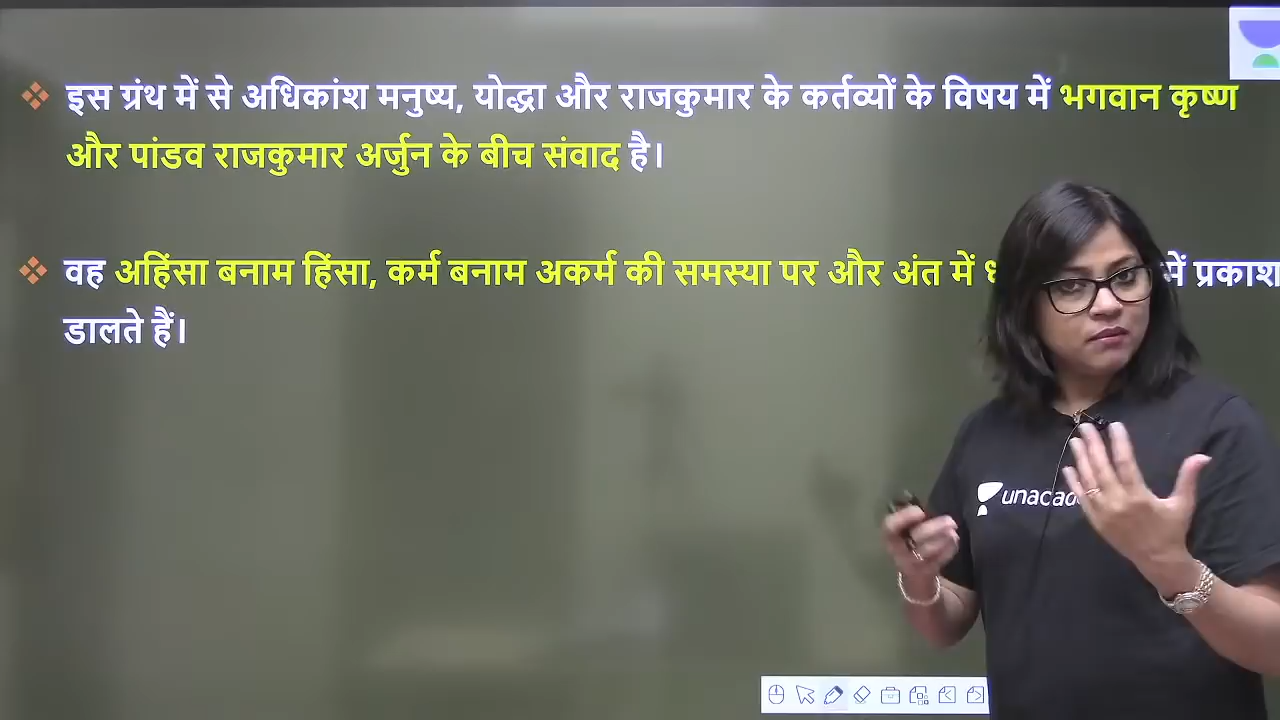 इस ग्रंथ में से अधिकांश मनुष्य, योद्धा और राजकुमार के कर्तव्यों के विषय में भगवान कृष्ण
और पांडव राजकुमार अर्जुन के बीच संवाद है।
वह अहिंसा बनाम हिंसा, कर्म बनाम अकर्म की समस्या पर और अंत में में प्रकाश
डालते हैं।